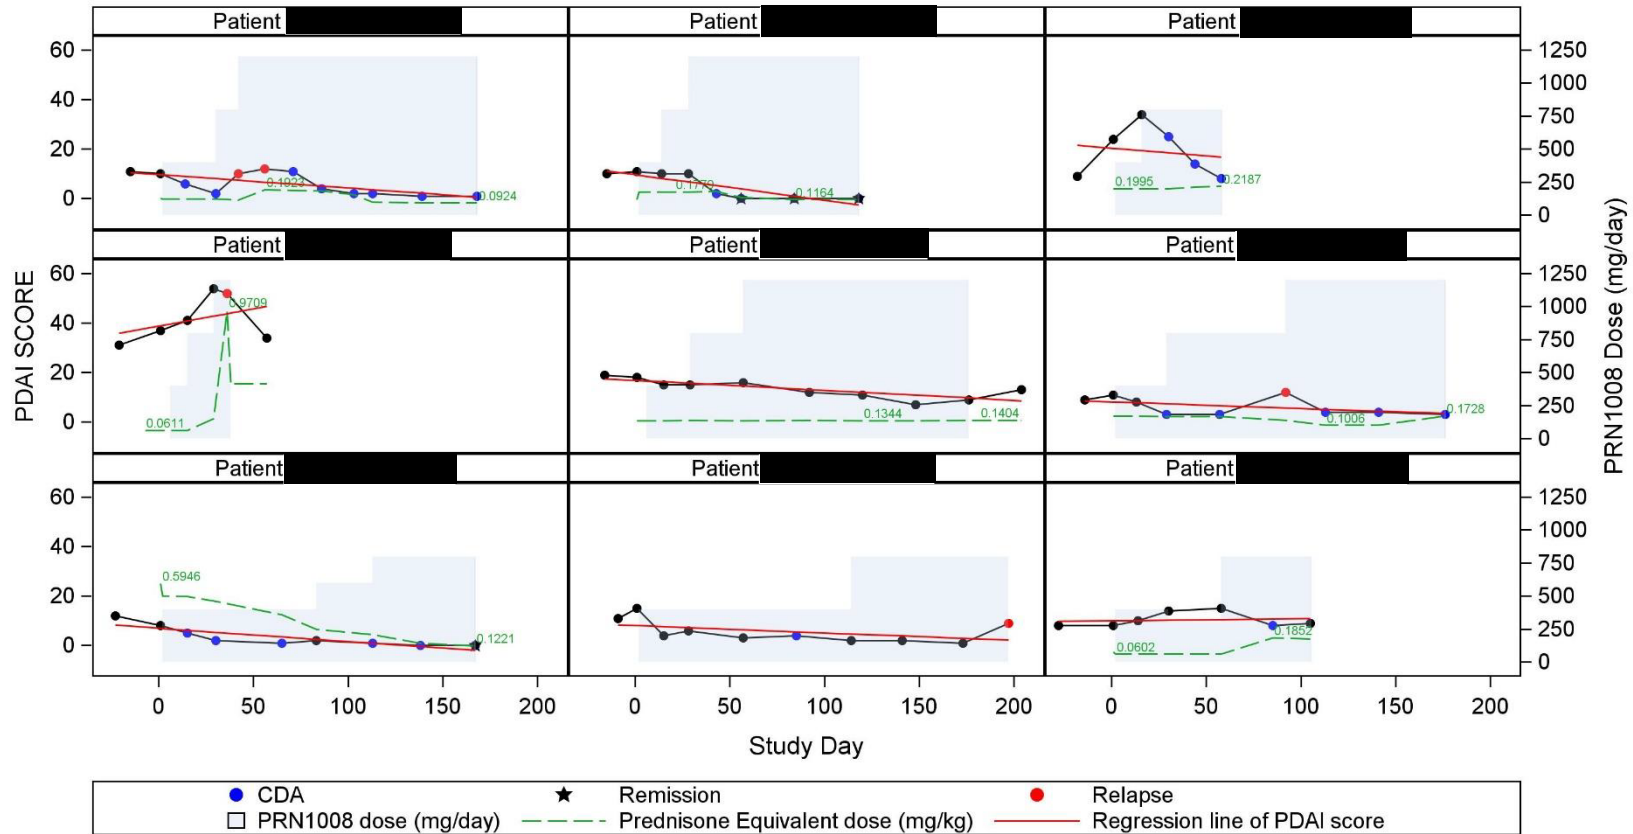 Patient Patient Patient
60 1250
40 1000
750
20 500
0.1923 0.1779 0.1164 0.1995 0.2187
0 0.0924 250
0
Patient Patient Patient
60 1250
0.9709 1000
40 750
20 500
0.1344 0.1404 0.1006 0.1728 250
0 0.0611 0
Patient Patient Patient
60 1250
40 1000
750
0.5946
20 500
0.1221 0.0602 0.1852 250
0 0
0 50 100 150 200 0 50 100 150 200 0 50 100 150 200
PDAI SCORE
PRN1008 Dose (mg/day)
Study Day
CDA Remission Relapse
PRN1008 dose (mg/day) Prednisone Equivalent dose (mg/kg) Regression line of PDAI score